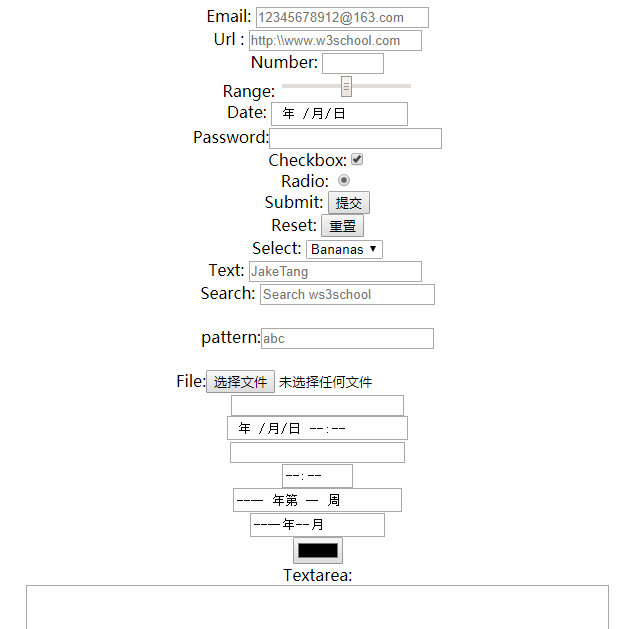 Email: 12345678912@163.com
Url : http:\\www.w3school.com
Number:
Range:
Date: 年 /月/日
Password:
Checkbox:
Radio:
Submit: 提交
Reset: 重置
Select: Bananas
Text: JakeTang
Search: Search ws3school
pattern: abc
File: 选择文件 未选择任何文件
年 /月/日 --:--
--:--
---- 年第 -- 周
----年--月
Textarea: